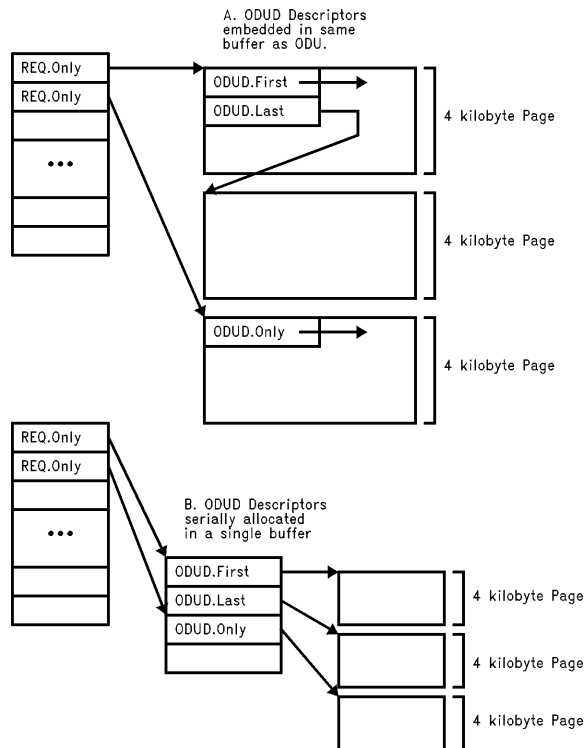 A. ODUD Descriptors
embedded in same
buffer as ODU.
REQ.Only
REQ.Only
•••
ODUD.First
ODUD.Last
4 kilobyte Page
4 kilobyte Page
ODUD.Only
4 kilobyte Page
REQ.Only
REQ.Only
•••
B. ODUD Descriptors
serially allocated
in a single buffer
ODUD.First
ODUD.Last
ODUD.Only
4 kilobyte Page
4 kilobyte Page
4 kilobyte Page